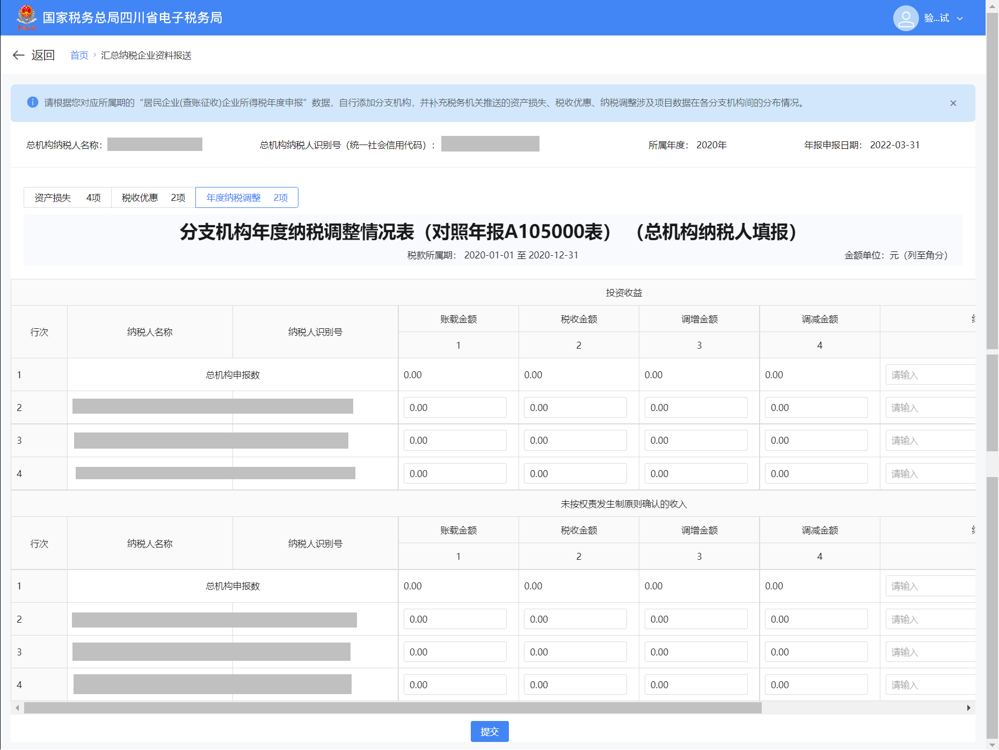 国家税务总局四川省电子税务局
验...试
返回 首页 › 汇总纳税企业资料报送
请根据您对应所属期的“居民企业(查账征收)企业所得税年度申报”数据，自行添加分支机构，并补充税务机关推送的资产损失、税收优惠、纳税调整涉及项目数据在各分支机构间的分布情况。
总机构纳税人名称： 总机构纳税人识别号（统一社会信用代码）： 所属年度： 2020年 年报申报日期： 2022-03-31
资产损失 4项 税收优惠 2项 年度纳税调整 2项
分支机构年度纳税调整情况表（对照年报A105000表）（总机构纳税人填报）
税款所属期： 2020-01-01 至 2020-12-31 金额单位：元（列至角分）
投资收益
行次 纳税人名称 纳税人识别号 账载金额 税收金额 调增金额 调减金额
1 2 3 4
1 总机构申报数 0.00 0.00 0.00 0.00 请输入
2 0.00 0.00 0.00 0.00 请输入
3 0.00 0.00 0.00 0.00 请输入
4 0.00 0.00 0.00 0.00 请输入
未按权责发生制原则确认的收入
行次 纳税人名称 纳税人识别号 账载金额 税收金额 调增金额 调减金额
1 2 3 4
1 总机构申报数 0.00 0.00 0.00 0.00 请输入
2 0.00 0.00 0.00 0.00 请输入
3 0.00 0.00 0.00 0.00 请输入
4 0.00 0.00 0.00 0.00 请输入
提交